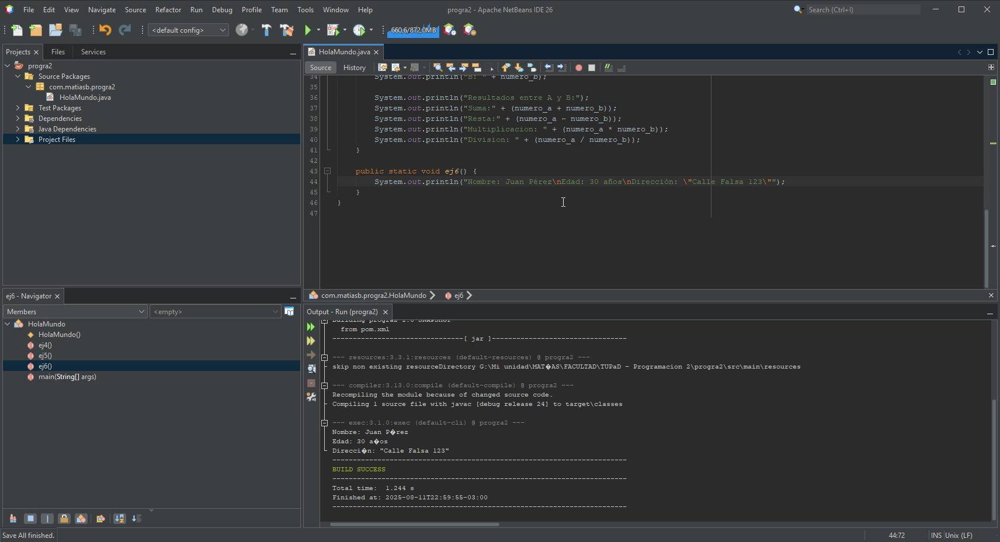 File Edit View Navigate Source Refactor Run Debug Profile Team Tools Window Help
progra2 - Apache NetBeans IDE 26
Search (Ctrl+I)
<default config>
660,6/872,0MB
Projects Files Services
progra2
Source Packages
com.matiasb.progra2
HolaMundo.java
Test Packages
Dependencies
Java Dependencies
Project Files
HolaMundo.java
Source History
34 System.out.println("B: " + numero_b);
35
36 System.out.println("Resultados entre A y B:");
37 System.out.println("Suma:" + (numero_a + numero_b));
38 System.out.println("Resta:" + (numero_a - numero_b));
39 System.out.println("Multiplicacion: " + (numero_a * numero_b));
40 System.out.println("Division: " + (numero_a / numero_b));
41 }
42
43 public static void ej6() {
44 System.out.println("Nombre: Juan Pérez\nEdad: 30 años\nDirección: \"Calle Falsa 123\"");
45 }
46 }
47
com.matiasb.progra2.HolaMundo ej6
ej6 - Navigator
Members <empty>
HolaMundo
HolaMundo()
ej4()
ej5()
ej6()
main(String[] args)
Output - Run (progra2)
Building progra2 1.0-SNAPSHOT
from pom.xml
--------------------------------[ jar ]---------------------------------
--- resources:3.3.1:resources (default-resources) @ progra2 ---
skip non existing resourceDirectory G:\Mi unidad\MAT�AS\FACULTAD\TUPaD - Programacion 2\progra2\src\main\resources
--- compiler:3.13.0:compile (default-compile) @ progra2 ---
Recompiling the module because of changed source code.
Compiling 1 source file with javac [debug release 24] to target\classes
--- exec:3.1.0:exec (default-cli) @ progra2 ---
Nombre: Juan P�rez
Edad: 30 a�os
Direcci�n: "Calle Falsa 123"
------------------------------------------------------------------------
BUILD SUCCESS
------------------------------------------------------------------------
Total time:  1.244 s
Finished at: 2025-08-11T22:59:55-03:00
------------------------------------------------------------------------
Save All finished.
44:72 INS Unix (LF)